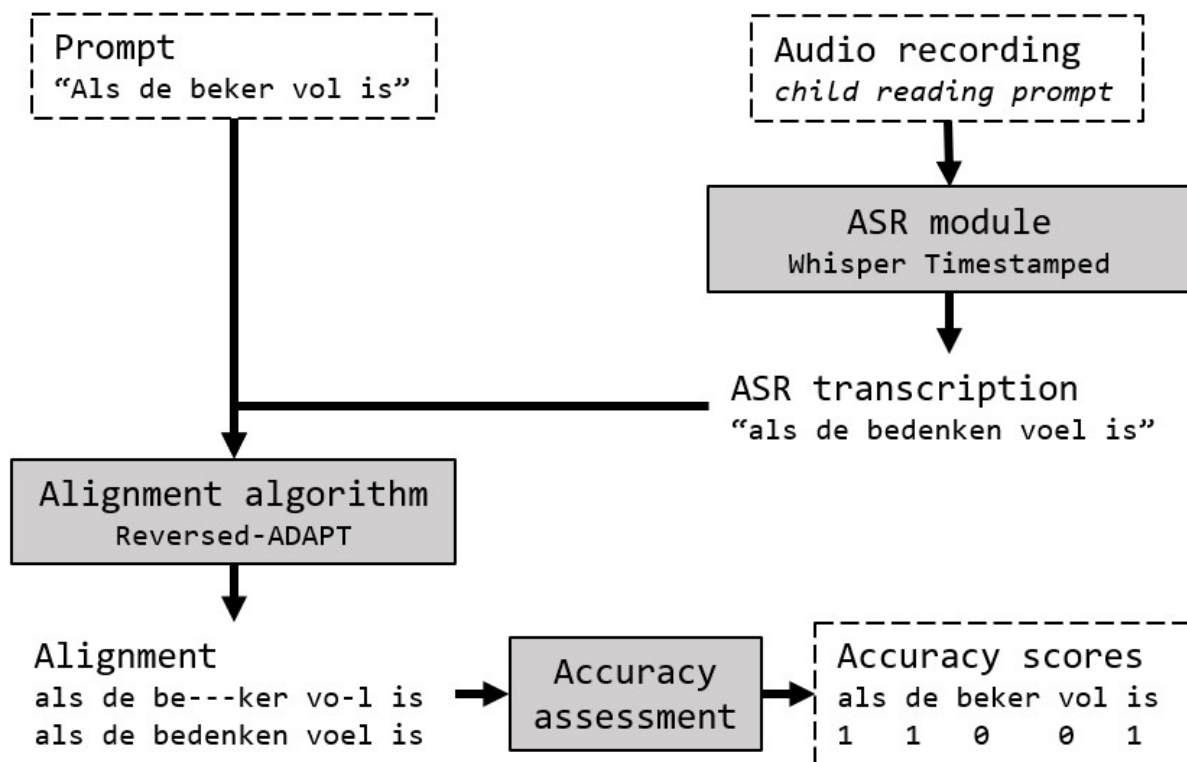 Prompt
“Als de beker vol is”
Audio recording
child reading prompt
ASR module
Whisper Timestamped
ASR transcription
“als de bedenken voel is”
Alignment algorithm
Reversed-ADAPT
Alignment
als de be---ker vo-l is
als de bedenken voel is
Accuracy
assessment
Accuracy scores
als de beker vol is
1 1 0 0 1